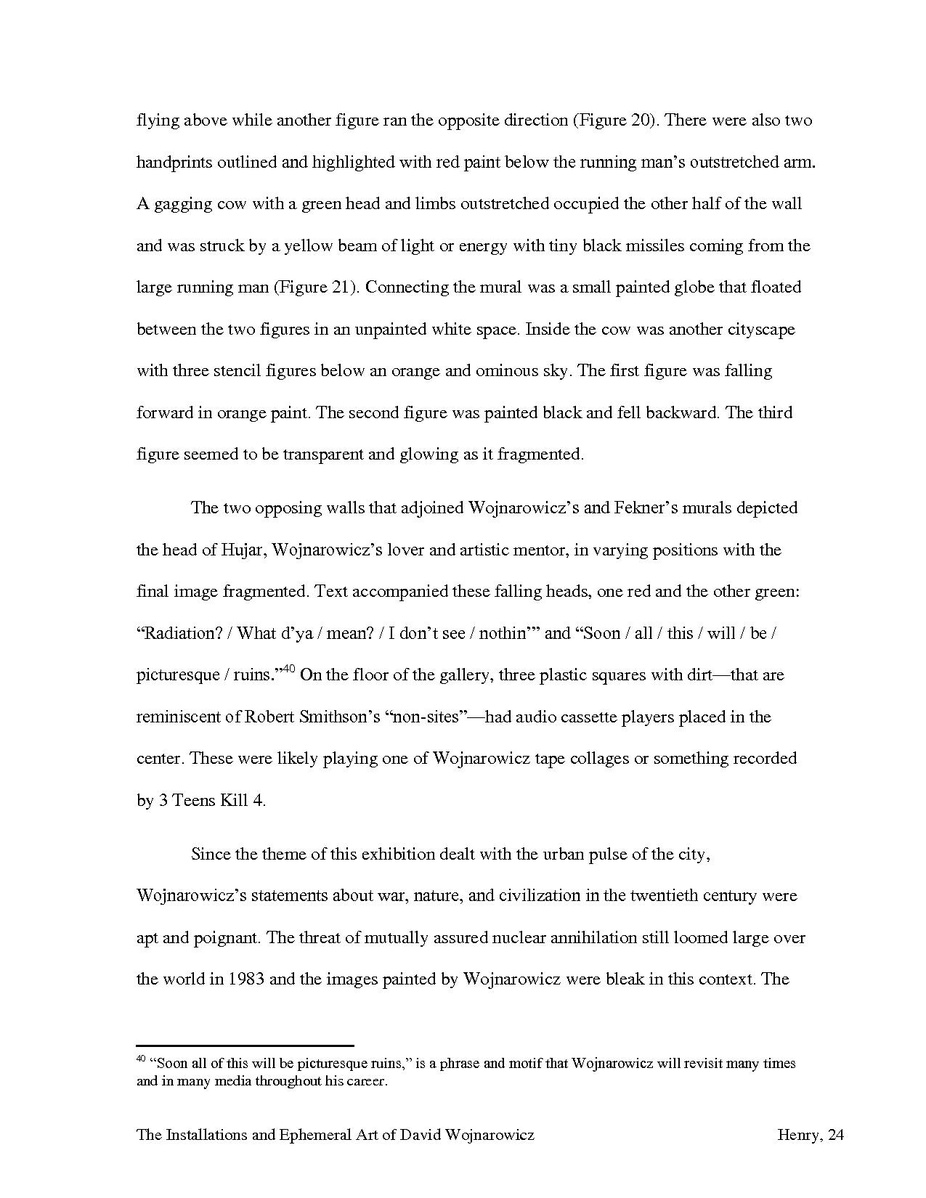 flying above while another figure ran the opposite direction (Figure 20). There were also two
handprints outlined and highlighted with red paint below the running man’s outstretched arm.
A gagging cow with a green head and limbs outstretched occupied the other half of the wall
and was struck by a yellow beam of light or energy with tiny black missiles coming from the
large running man (Figure 21). Connecting the mural was a small painted globe that floated
between the two figures in an unpainted white space. Inside the cow was another cityscape
with three stencil figures below an orange and ominous sky. The first figure was falling
forward in orange paint. The second figure was painted black and fell backward. The third
figure seemed to be transparent and glowing as it fragmented.
The two opposing walls that adjoined Wojnarowicz’s and Fekner’s murals depicted
the head of Hujar, Wojnarowicz’s lover and artistic mentor, in varying positions with the
final image fragmented. Text accompanied these falling heads, one red and the other green:
“Radiation? / What d’ya / mean? / I don’t see / nothin’” and “Soon / all / this / will / be /
picturesque / ruins.”40 On the floor of the gallery, three plastic squares with dirt—that are
reminiscent of Robert Smithson’s “non-sites”—had audio cassette players placed in the
center. These were likely playing one of Wojnarowicz tape collages or something recorded
by 3 Teens Kill 4.
Since the theme of this exhibition dealt with the urban pulse of the city,
Wojnarowicz’s statements about war, nature, and civilization in the twentieth century were
apt and poignant. The threat of mutually assured nuclear annihilation still loomed large over
the world in 1983 and the images painted by Wojnarowicz were bleak in this context. The
40 “Soon all of this will be picturesque ruins,” is a phrase and motif that Wojnarowicz will revisit many times
and in many media throughout his career.
The Installations and Ephemeral Art of David Wojnarowicz Henry, 24